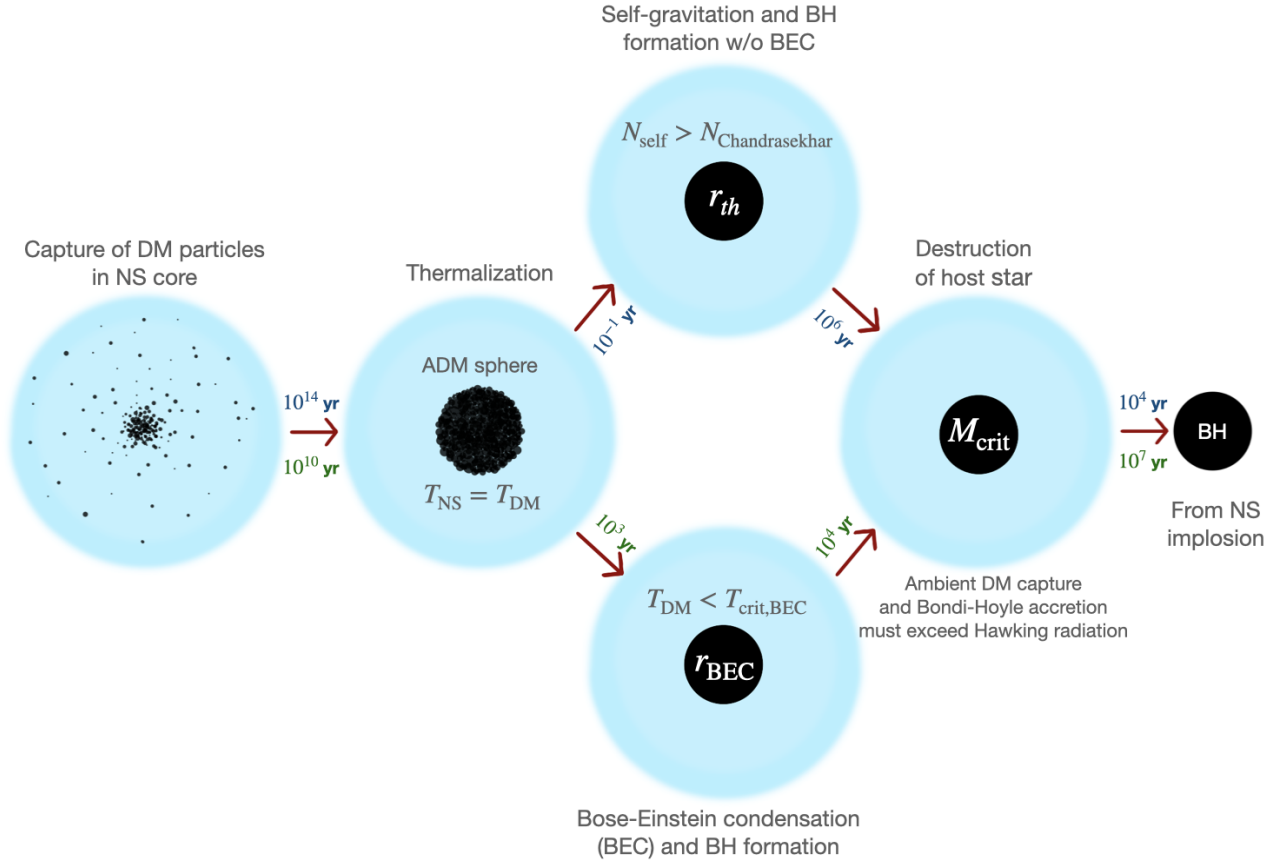 Self-gravitation and BH
formation w/o BEC
N_self > N_Chandrasekhar
r_th
Capture of DM particles
in NS core
10^14 yr
10^10 yr
Thermalization
ADM sphere
T_NS = T_DM
10^-1 yr
10^3 yr
T_DM < T_crit,BEC
r_BEC
Bose-Einstein condensation
(BEC) and BH formation
10^6 yr
10^4 yr
Destruction
of host star
M_crit
Ambient DM capture
and Bondi-Hoyle accretion
must exceed Hawking radiation
10^4 yr
10^7 yr
BH
From NS
implosion